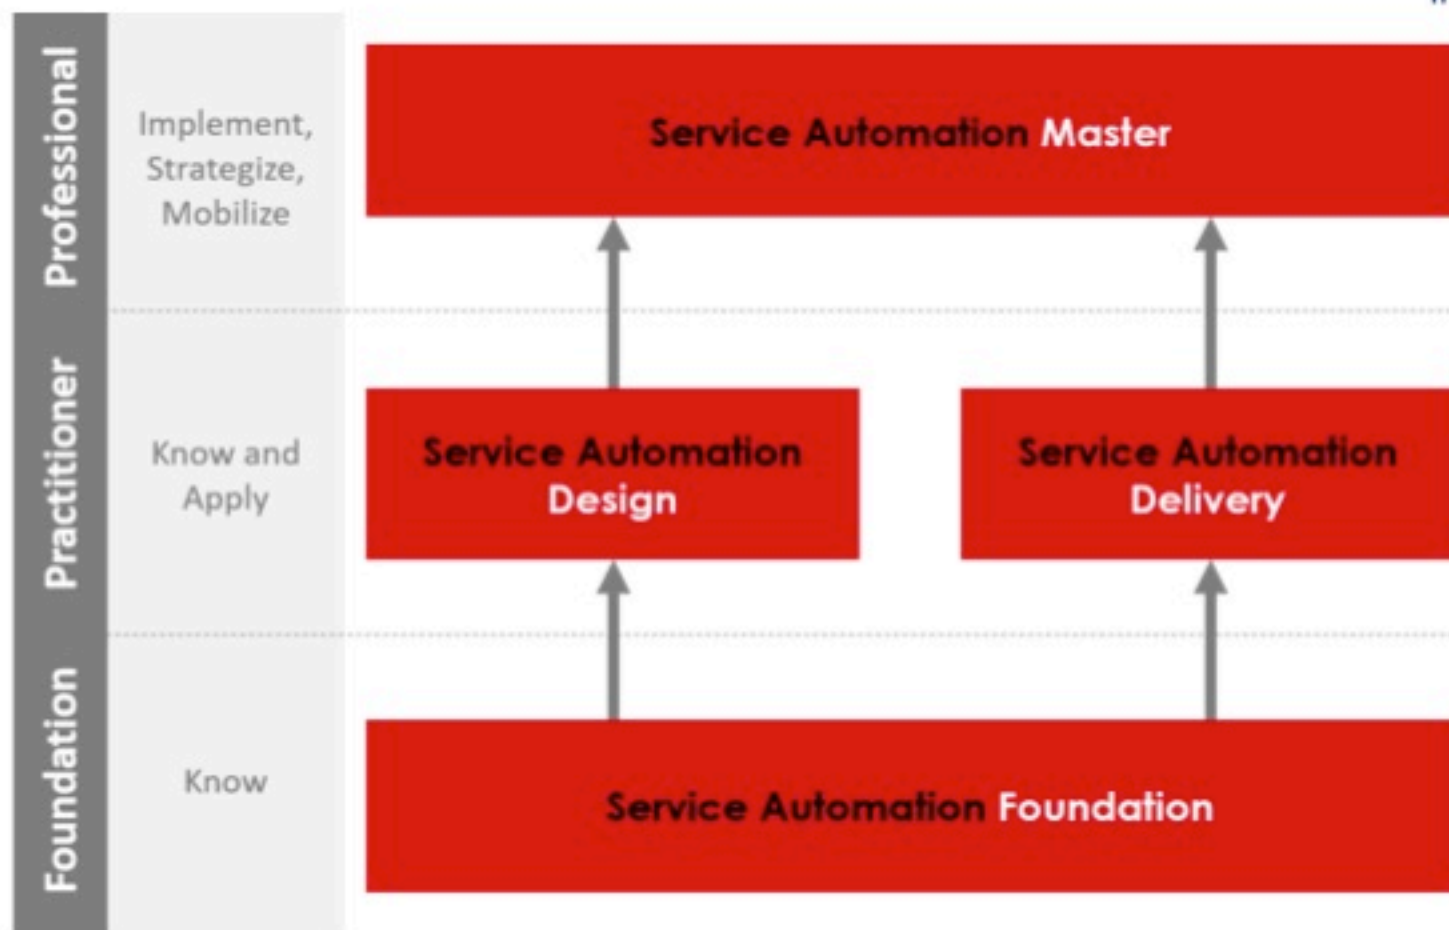 Professional
Implement,
Strategize,
Mobilize
Service Automation Master
Practitioner
Know and
Apply
Service Automation
Design
Service Automation
Delivery
Foundation
Know
Service Automation Foundation